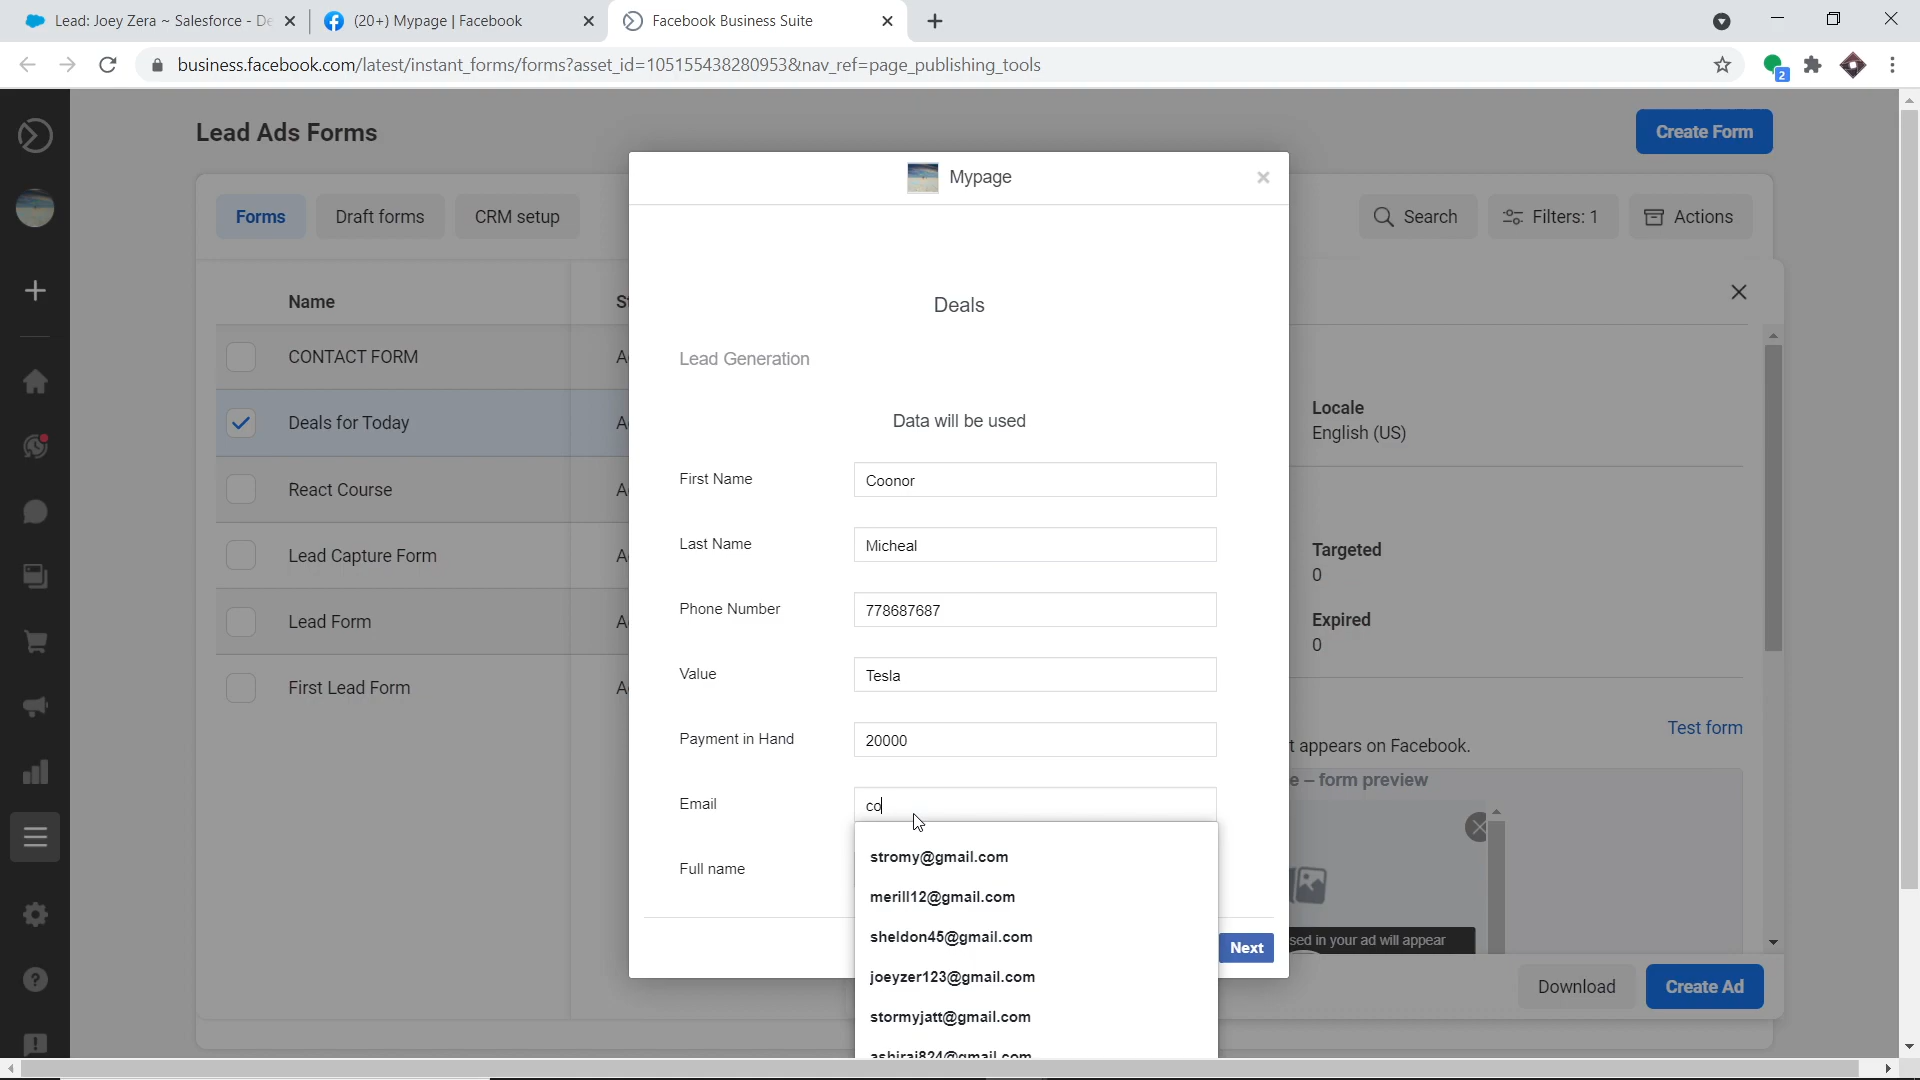 Lead: Joey Zera ~ Salesforce - De
(20+) Mypage | Facebook
Facebook Business Suite
business.facebook.com/latest/instant_forms/forms?asset_id=105155438280953&nav_ref=page_publishing_tools
2
Lead Ads Forms
Create Form
Mypage
Forms
Draft forms
CRM setup
Search
Filters: 1
Actions
Name
CONTACT FORM
Deals for Today
React Course
Lead Capture Form
Lead Form
First Lead Form
Deals
Lead Generation
Data will be used
First Name
Coonor
Last Name
Micheal
Phone Number
778687687
Value
Tesla
Payment in Hand
20000
Email
co
Full name
stromy@gmail.com
merill12@gmail.com
sheldon45@gmail.com
joeyzer123@gmail.com
stormyjatt@gmail.com
Next
Locale
English (US)
Targeted
0
Expired
0
Test form
t appears on Facebook.
e – form preview
sed in your ad will appear
Download
Create Ad